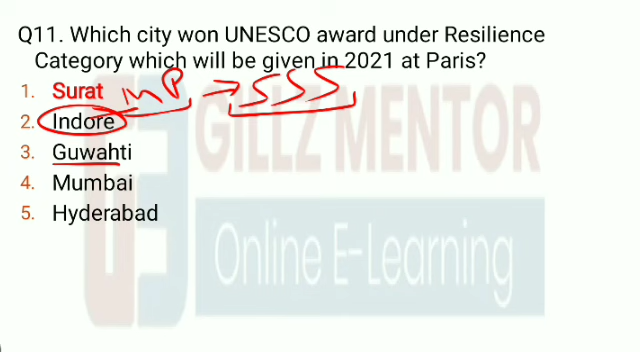 Q11. Which city won UNESCO award under Resilience
Category which will be given in 2021 at Paris?
1. Surat
MP → SSS
2. Indore
3. Guwahti
4. Mumbai
5. Hyderabad
GILLZ MENTOR
Online E-Learning